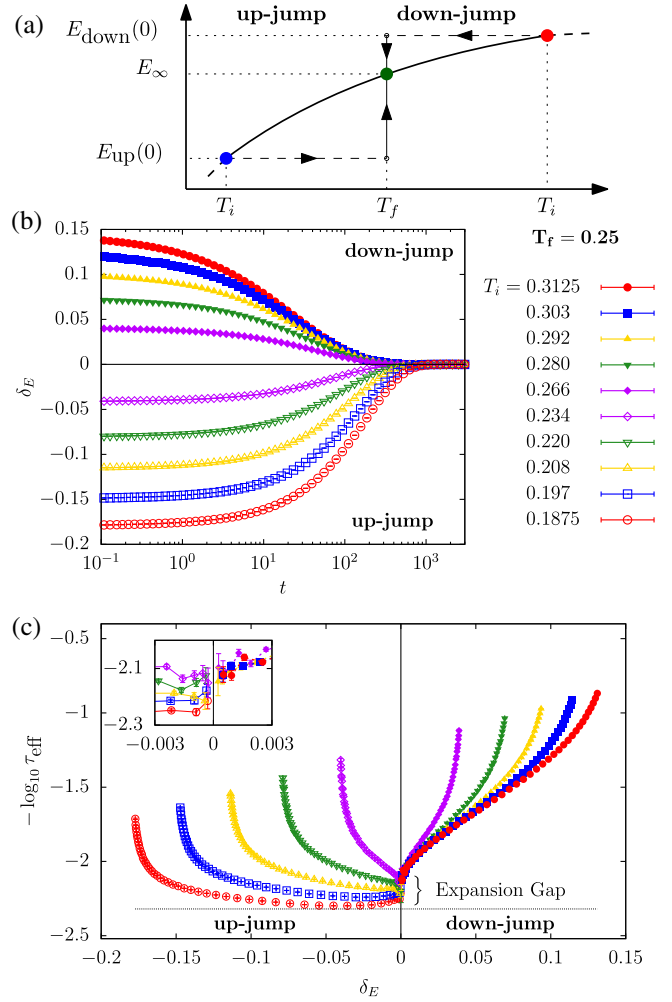 (a)
up-jump
down-jump
E_down(0)
E_∞
E_up(0)
T_i
T_f
T_i
(b)
T_f = 0.25
0.15
0.1
0.05
0
−0.05
−0.1
−0.15
−0.2
δ_E
down-jump
up-jump
10^−1
10^0
10^1
10^2
10^3
t
T_i = 0.3125
0.303
0.292
0.280
0.266
0.234
0.220
0.208
0.197
0.1875
(c)
−0.5
−1
−1.5
−2
−2.5
− log_10 τ_eff
−2.1
−2.3
−0.003
0
0.003
} Expansion Gap
up-jump
down-jump
−0.2
−0.15
−0.1
−0.05
0
0.05
0.1
0.15
δ_E